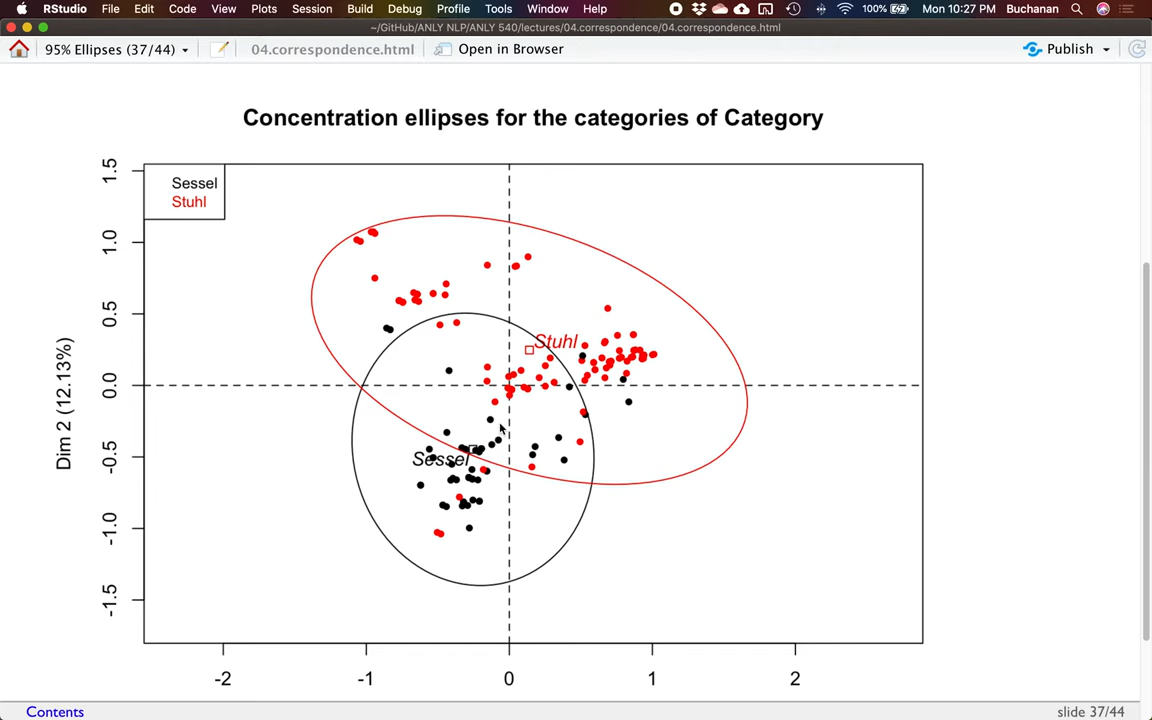 RStudio File Edit Code View Plots Session Build Debug Profile Tools Window Help 100% Mon 10:27 PM Buchanan
~/GitHub/ANLY NLP/ANLY 540/lectures/04.correspondence/04.correspondence.html
95% Ellipses (37/44) 04.correspondence.html Open in Browser Publish
Concentration ellipses for the categories of Category
Sessel
Stuhl
1.5
1.0
0.5
0.0
-0.5
-1.0
-1.5
Dim 2 (12.13%)
Stuhl
Sessel
-2 -1 0 1 2
Contents slide 37/44